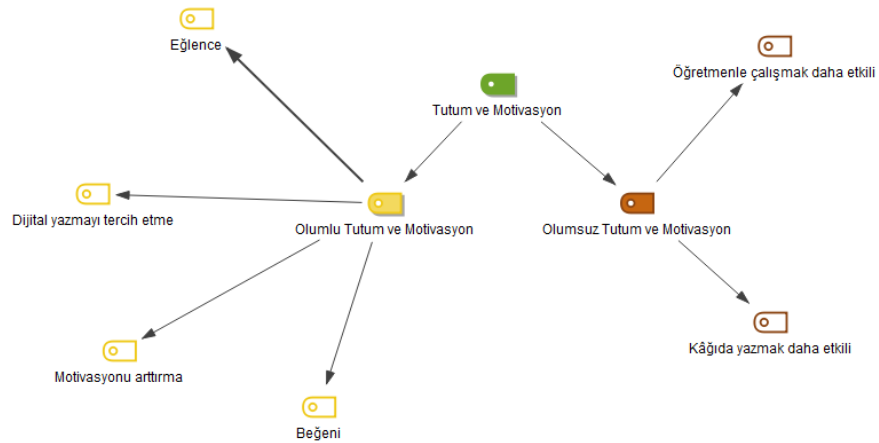 Eğlence
Öğretmenle çalışmak daha etkili
Tutum ve Motivasyon
Dijital yazmayı tercih etme
Olumlu Tutum ve Motivasyon
Olumsuz Tutum ve Motivasyon
Kâğıda yazmak daha etkili
Motivasyonu arttırma
Beğeni